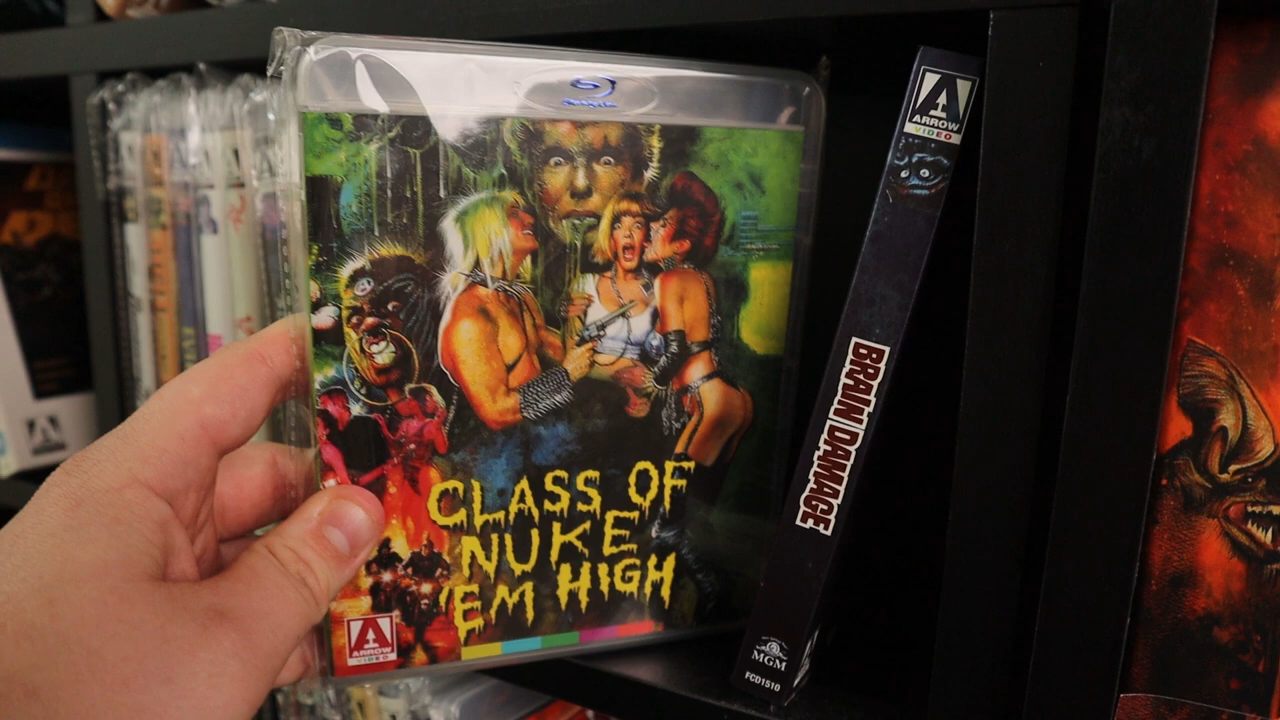 CLASS OF
NUKE
'EM HIGH
ARROW
VIDEO
ARROW
VIDEO
BRAIN DAMAGE
MGM
FCD1510